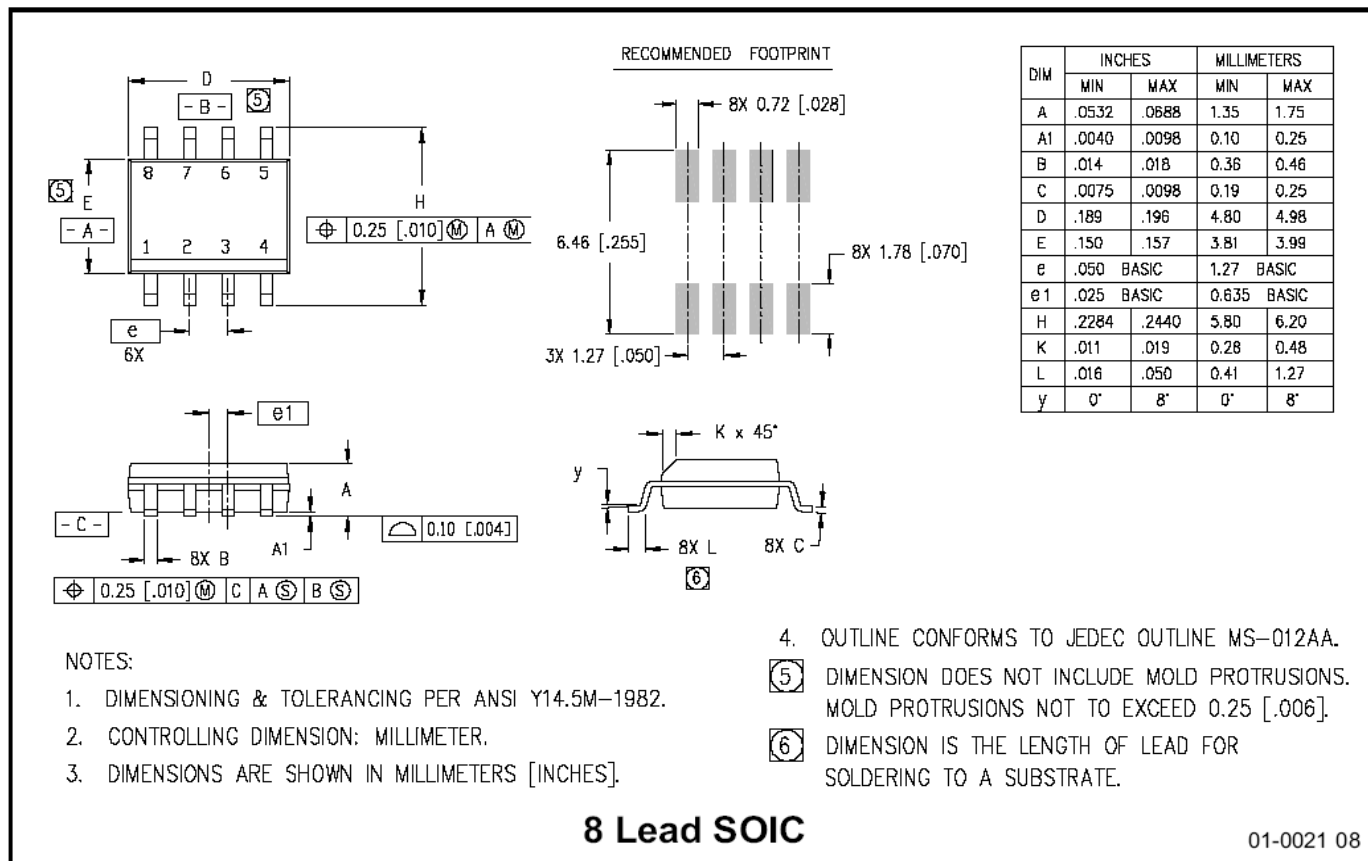 RECOMMENDED FOOTPRINT
D
- B -
5
8 7 6 5
5
E
- A -
H
0.25 [.010] M A M
1 2 3 4
e
6X
8X 0.72 [.028]
6.46 [.255]
8X 1.78 [.070]
3X 1.27 [.050]
DIM INCHES MILLIMETERS
MIN MAX MIN MAX
A .0532 .0688 1.35 1.75
A1 .0040 .0098 0.10 0.25
B .014 .018 0.36 0.46
C .0075 .0098 0.19 0.25
D .189 .196 4.80 4.98
E .150 .157 3.81 3.99
e .050 BASIC 1.27 BASIC
e1 .025 BASIC 0.635 BASIC
H .2284 .2440 5.80 6.20
K .011 .019 0.28 0.48
L .016 .050 0.41 1.27
y 0° 8° 0° 8°
e1
A
- C -
8X B
A1
0.10 [.004]
0.25 [.010] M C A S B S
K x 45°
y
8X L
8X C
6
NOTES:
1. DIMENSIONING & TOLERANCING PER ANSI Y14.5M-1982.
2. CONTROLLING DIMENSION: MILLIMETER.
3. DIMENSIONS ARE SHOWN IN MILLIMETERS [INCHES].
4. OUTLINE CONFORMS TO JEDEC OUTLINE MS-012AA.
5 DIMENSION DOES NOT INCLUDE MOLD PROTRUSIONS.
MOLD PROTRUSIONS NOT TO EXCEED 0.25 [.006].
6 DIMENSION IS THE LENGTH OF LEAD FOR
SOLDERING TO A SUBSTRATE.
8 Lead SOIC
01-0021 08